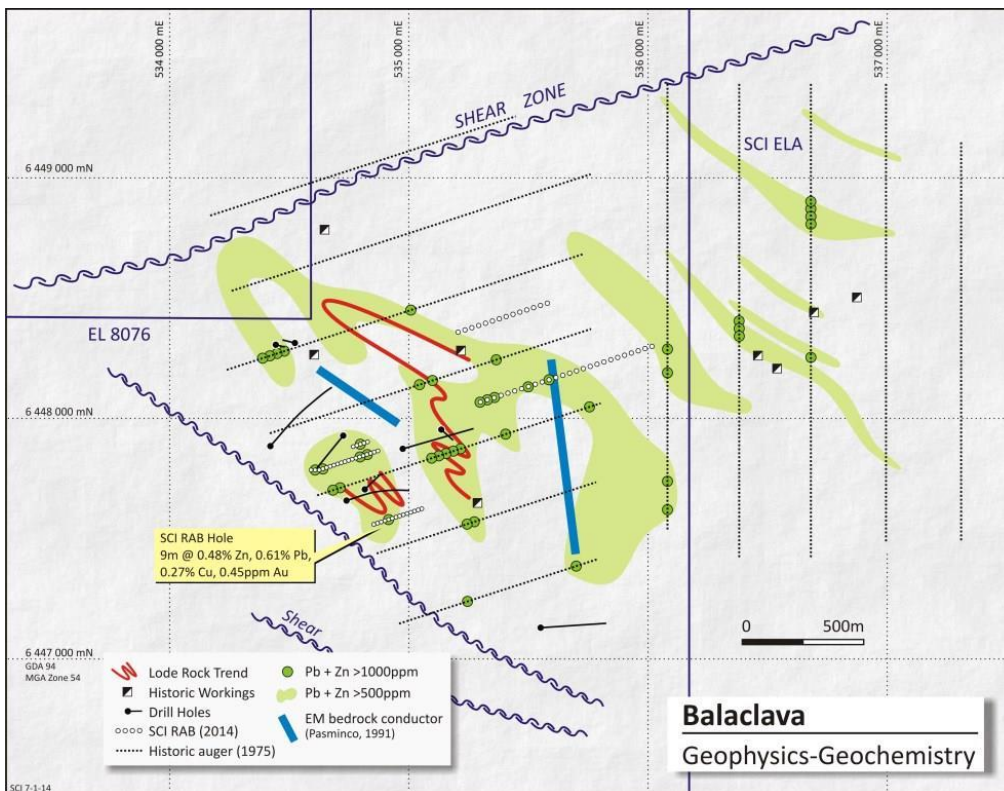 534 000 mE
535 000 mE
536 000 mE
537 000 mE
SHEAR ZONE
SCI ELA
6 449 000 mN
EL 8076
6 448 000 mN
SCI RAB Hole
9m @ 0.48% Zn, 0.61% Pb,
0.27% Cu, 0.45ppm Au
Shear
0 500m
6 447 000 mN
GDA 94
MGA Zone 54
Lode Rock Trend
Historic Workings
Drill Holes
SCI RAB (2014)
Historic auger (1975)
Pb + Zn >1000ppm
Pb + Zn >500ppm
EM bedrock conductor
(Pasminco, 1991)
Balaclava
Geophysics-Geochemistry
SCI 7-1-14